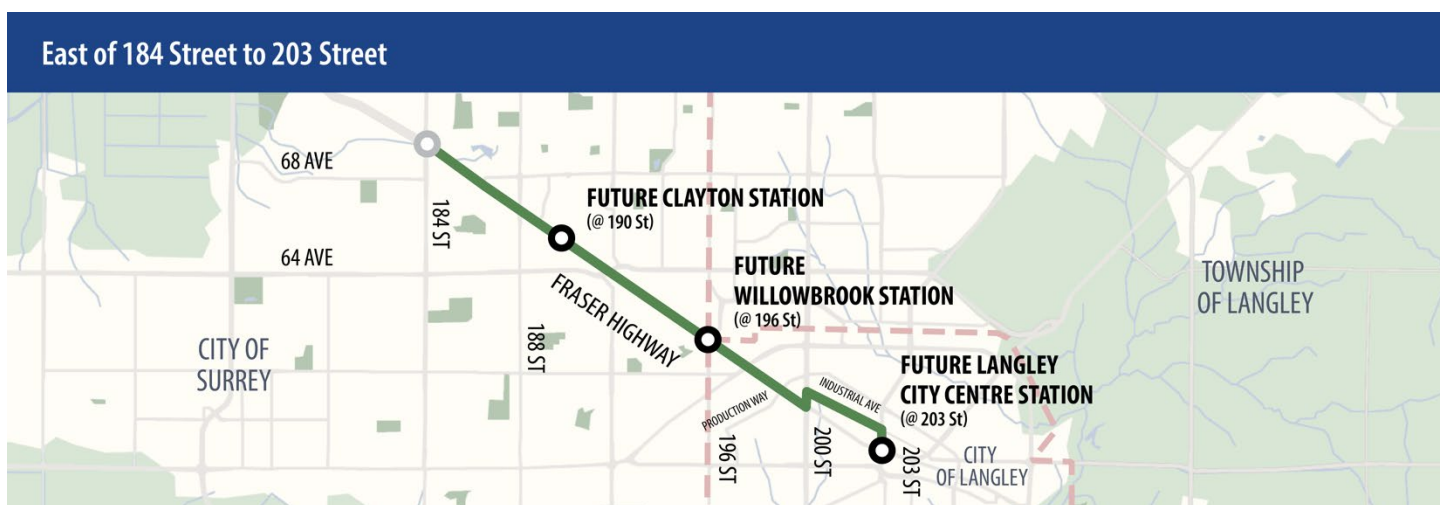 East of 184 Street to 203 Street
68 AVE
184 ST
FUTURE CLAYTON STATION
(@ 190 St)
64 AVE
FRASER HIGHWAY
188 ST
FUTURE
WILLOWBROOK STATION
(@ 196 St)
TOWNSHIP
OF LANGLEY
CITY OF
SURREY
FUTURE LANGLEY
CITY CENTRE STATION
(@ 203 St)
INDUSTRIAL AVE
PRODUCTION WAY
196 ST
200 ST
203 ST
CITY
OF LANGLEY